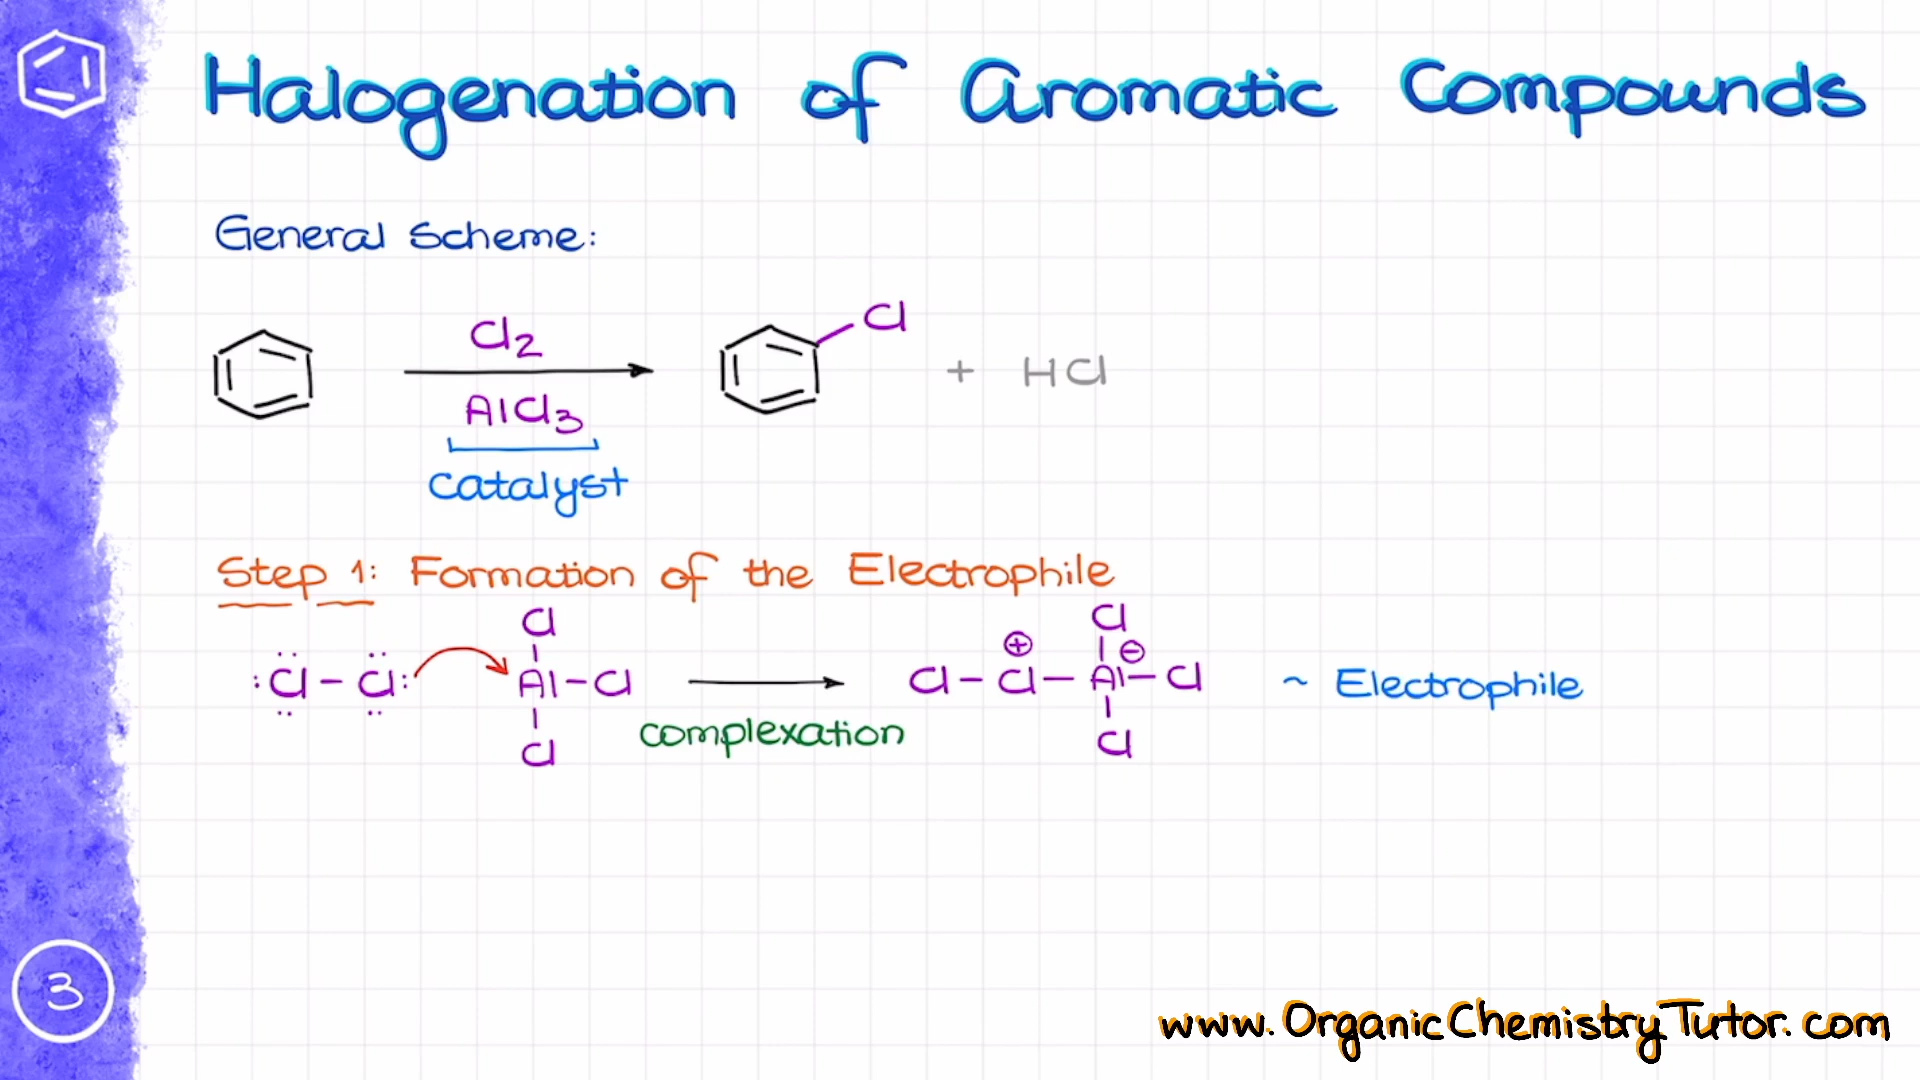 Halogenation of Aromatic Compounds
General Scheme:
Cl2
AlCl3
catalyst
Cl
+ HCl
Step 1: Formation of the Electrophile
Cl
:Cl – Cl: Al – Cl
Cl
complexation
Cl
Cl – Cl – Al – Cl ~ Electrophile
⊕ ⊖
Cl
3
www.OrganicChemistryTutor.com